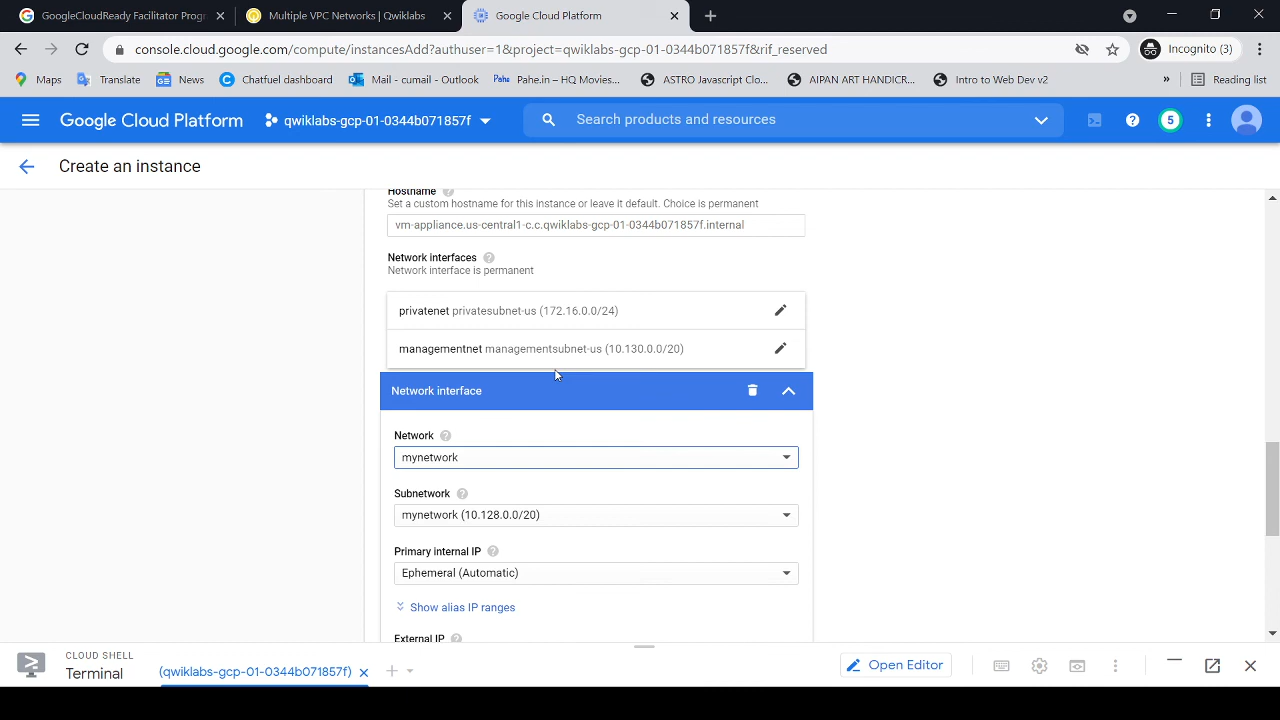 GoogleCloudReady Facilitator Progr
Multiple VPC Networks | Qwiklabs
Google Cloud Platform
console.cloud.google.com/compute/instancesAdd?authuser=1&project=qwiklabs-gcp-01-0344b071857f&rif_reserved
Incognito (3)
Maps
Translate
News
Chatfuel dashboard
Mail - cumail - Outlook
Pahe Pahe.in – HQ Movies...
ASTRO Javascript Clo...
AIPAN ART(HANDICR...
Intro to Web Dev v2
»
Reading list
Google Cloud Platform
qwiklabs-gcp-01-0344b071857f
Search products and resources
5
Create an instance
Hostname
Set a custom hostname for this instance or leave it default. Choice is permanent
vm-appliance.us-central1-c.c.qwiklabs-gcp-01-0344b071857f.internal
Network interfaces
Network interface is permanent
privatenet privatesubnet-us (172.16.0.0/24)
managementnet managementsubnet-us (10.130.0.0/20)
Network interface
Network
mynetwork
Subnetwork
mynetwork (10.128.0.0/20)
Primary internal IP
Ephemeral (Automatic)
Show alias IP ranges
External IP
CLOUD SHELL
Terminal
(qwiklabs-gcp-01-0344b071857f)
Open Editor